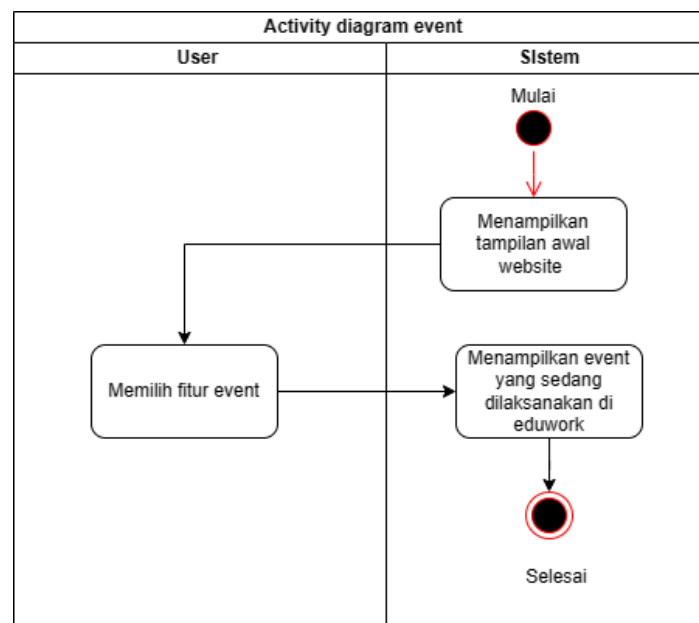 Activity diagram event
User
SIstem
Mulai
Menampilkan
tampilan awal
website
Memilih fitur event
Menampilkan event
yang sedang
dilaksanakan di
eduwork
Selesai